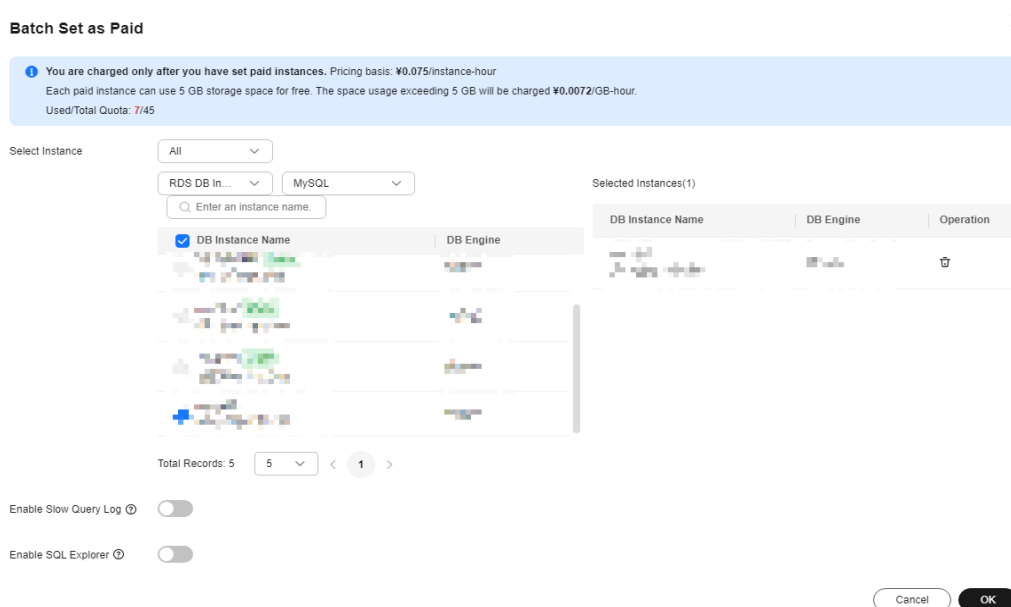 Batch Set as Paid
You are charged only after you have set paid instances. Pricing basis: ¥0.075/instance-hour
Each paid instance can use 5 GB storage space for free. The space usage exceeding 5 GB will be charged ¥0.0072/GB-hour.
Used/Total Quota: 7/45
Select Instance
All
RDS DB In...
MySQL
Enter an instance name.
DB Instance Name
DB Engine
Total Records: 5
5
1
Selected Instances(1)
DB Instance Name
DB Engine
Operation
Enable Slow Query Log
Enable SQL Explorer
Cancel
OK